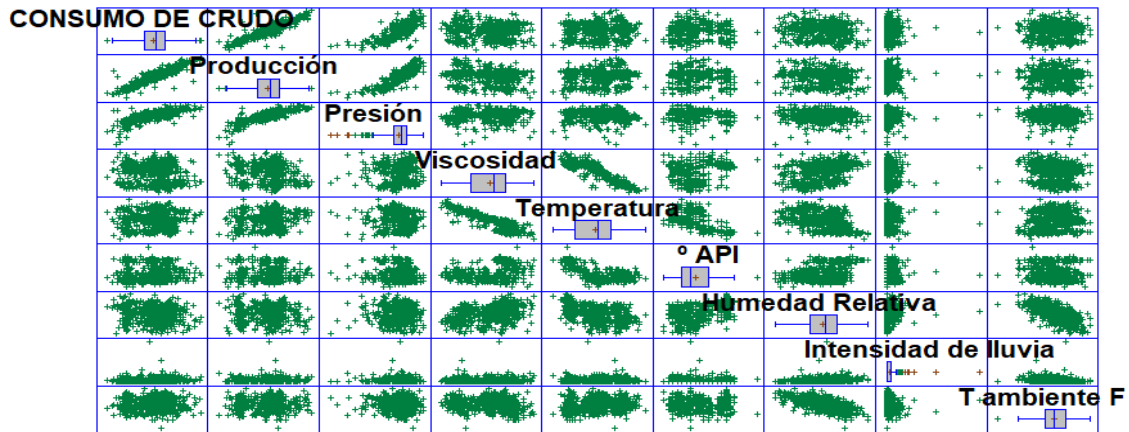 CONSUMO DE CRUDO
Producción
Presión
Viscosidad
Temperatura
º API
Humedad Relativa
Intensidad de lluvia
T ambiente F